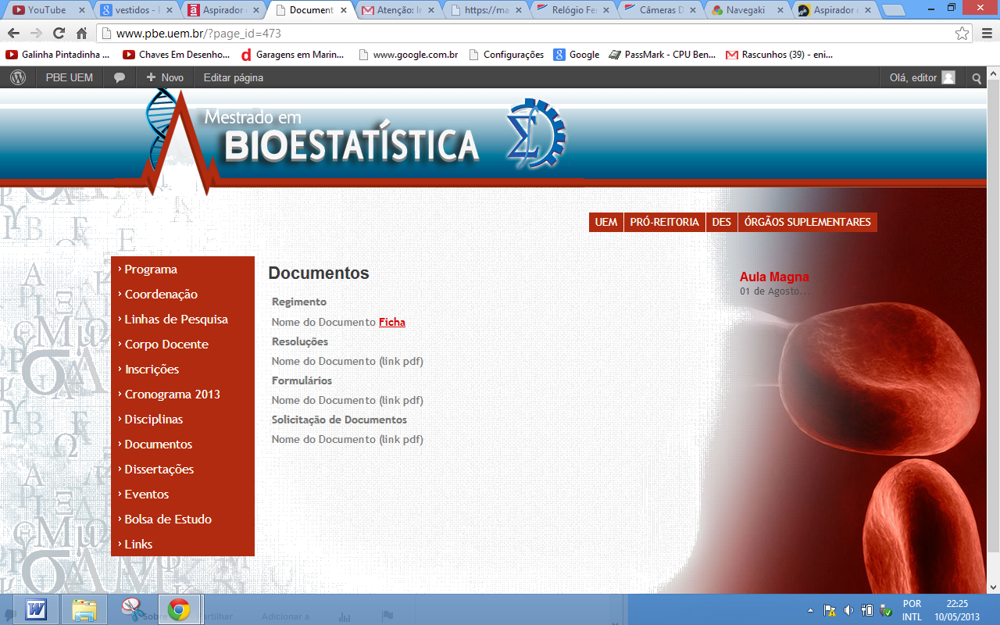 YouTube
vestidos - 
Aspirador
Document
Atenção: I
https://ma
Relógio Fe
Câmeras D
Navegaki
Aspirador
www.pbe.uem.br/?page_id=473
Galinha Pintadinha ...
Chaves Em Desenho...
Garagens em Marin...
www.google.com.br
Configurações
Google
PassMark - CPU Ben...
Rascunhos (39) - eni...
PBE UEM
Novo
Editar página
Olá, editor
Mestrado em
BIOESTATÍSTICA
UEM
PRÓ-REITORIA
DES
ÓRGÃOS SUPLEMENTARES
Programa
Coordenação
Linhas de Pesquisa
Corpo Docente
Inscrições
Cronograma 2013
Disciplinas
Documentos
Dissertações
Eventos
Bolsa de Estudo
Links
Documentos
Regimento
Nome do Documento Ficha
Resoluções
Nome do Documento (link pdf)
Formulários
Nome do Documento (link pdf)
Solicitação de Documentos
Nome do Documento (link pdf)
Aula Magna
01 de Agosto...
Sobre
Adicionar a
POR
INTL
22:25
10/05/2013